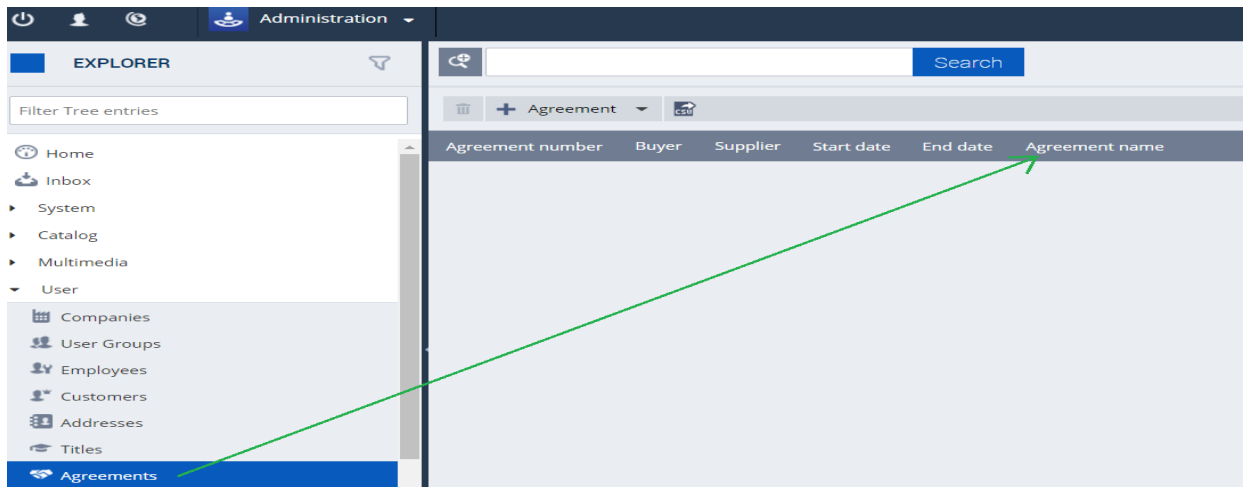 Administration
EXPLORER
Search
Filter Tree entries
Agreement
CSV
Agreement number Buyer Supplier Start date End date Agreement name
Home
Inbox
System
Catalog
Multimedia
User
Companies
User Groups
Employees
Customers
Addresses
Titles
Agreements